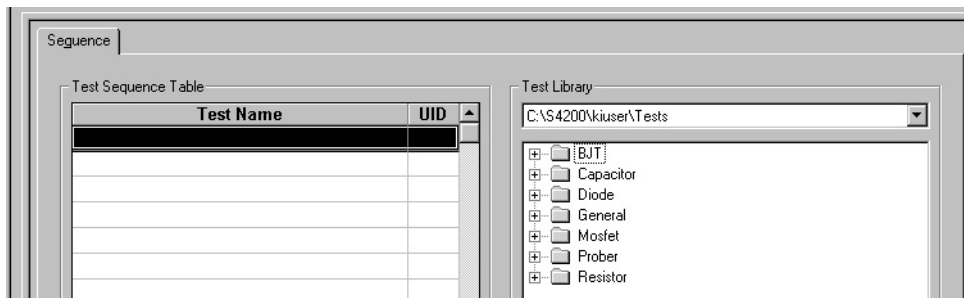 Sequence
Test Sequence Table
Test Name UID
Test Library
C:\S4200\kiuser\Tests
BJT
Capacitor
Diode
General
Mosfet
Prober
Resistor